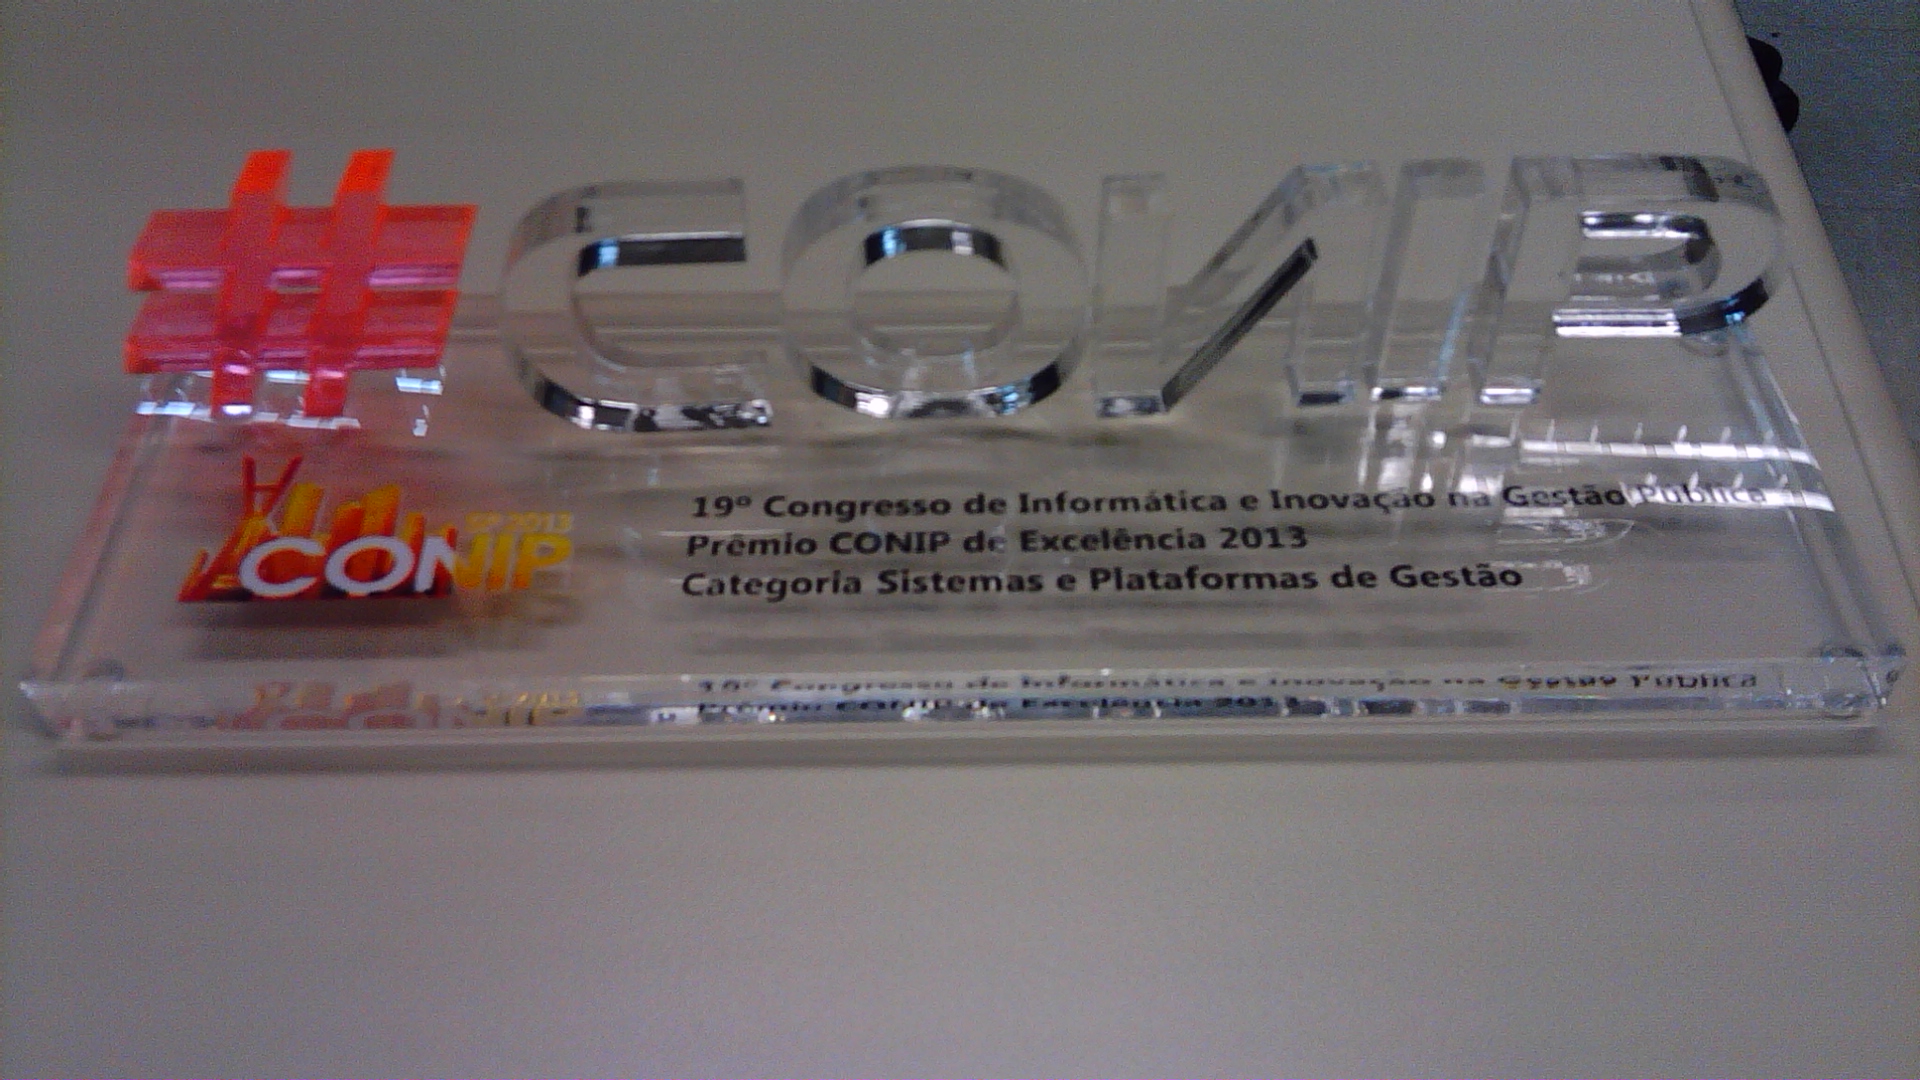 #CONIP
SP 2013
CONIP
19º Congresso de Informática e Inovação na Gestão Pública
Prêmio CONIP de Excelência 2013
Categoria Sistemas e Plataformas de Gestão